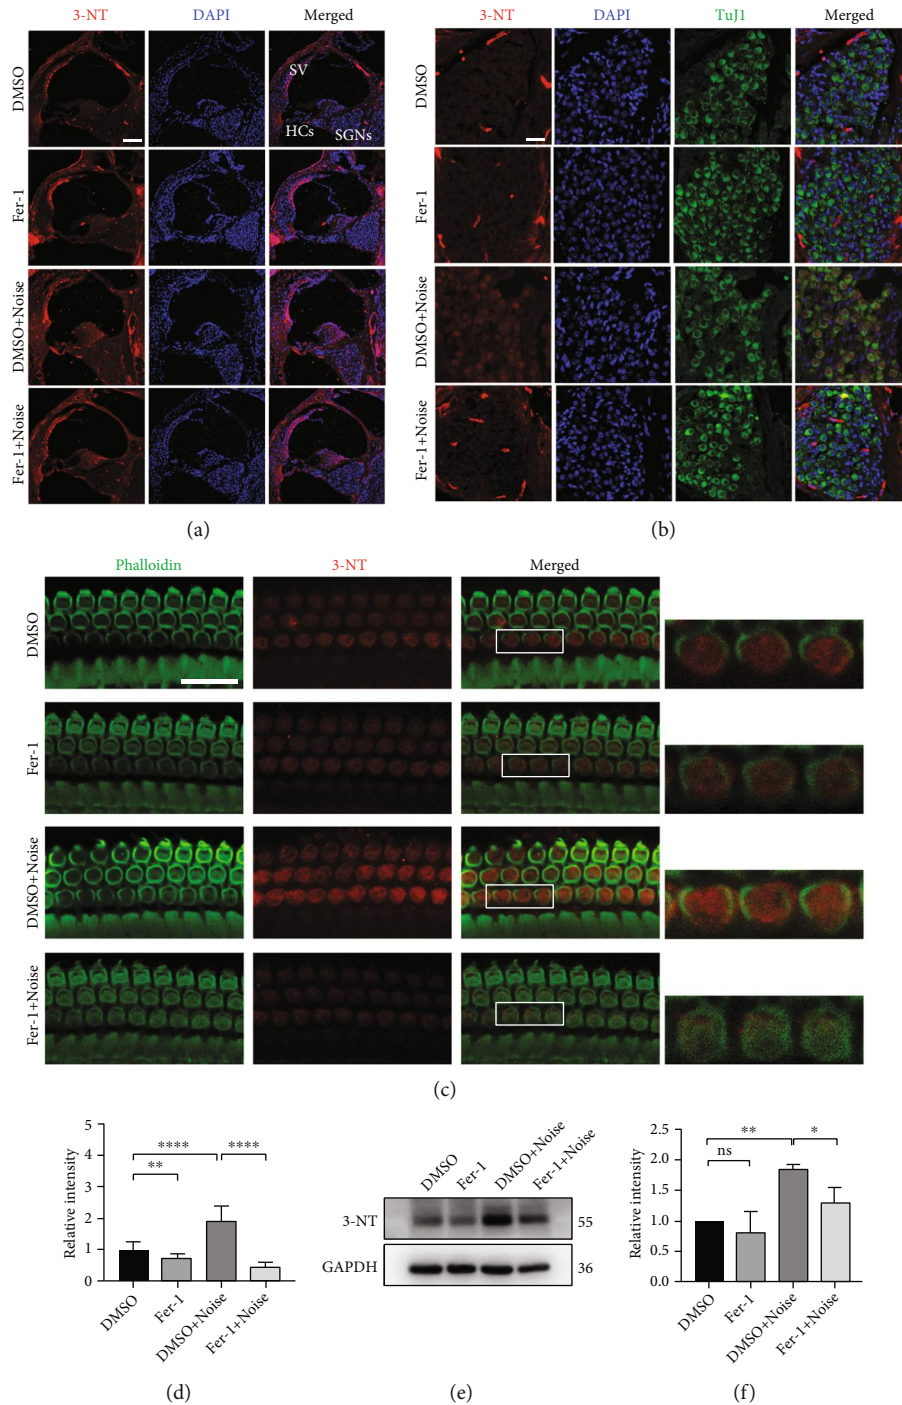 3-NT DAPI Merged
DMSO
SV
HCs SGNs
Fer-1
DMSO+Noise
Fer-1+Noise
(a)
3-NT DAPI TuJ1 Merged
DMSO
Fer-1
DMSO+Noise
Fer-1+Noise
(b)
Phalloidin 3-NT Merged
DMSO
Fer-1
DMSO+Noise
Fer-1+Noise
(c)
Relative intensity
5
4
3
2
1
0
**** ****
**
DMSO Fer-1 DMSO+Noise Fer-1+Noise
(d)
DMSO Fer-1 DMSO+Noise Fer-1+Noise
3-NT 55
GAPDH 36
(e)
Relative intensity
2.5
2.0
1.5
1.0
0.5
0.0
** *
ns
DMSO Fer-1 DMSO+Noise Fer-1+Noise
(f)